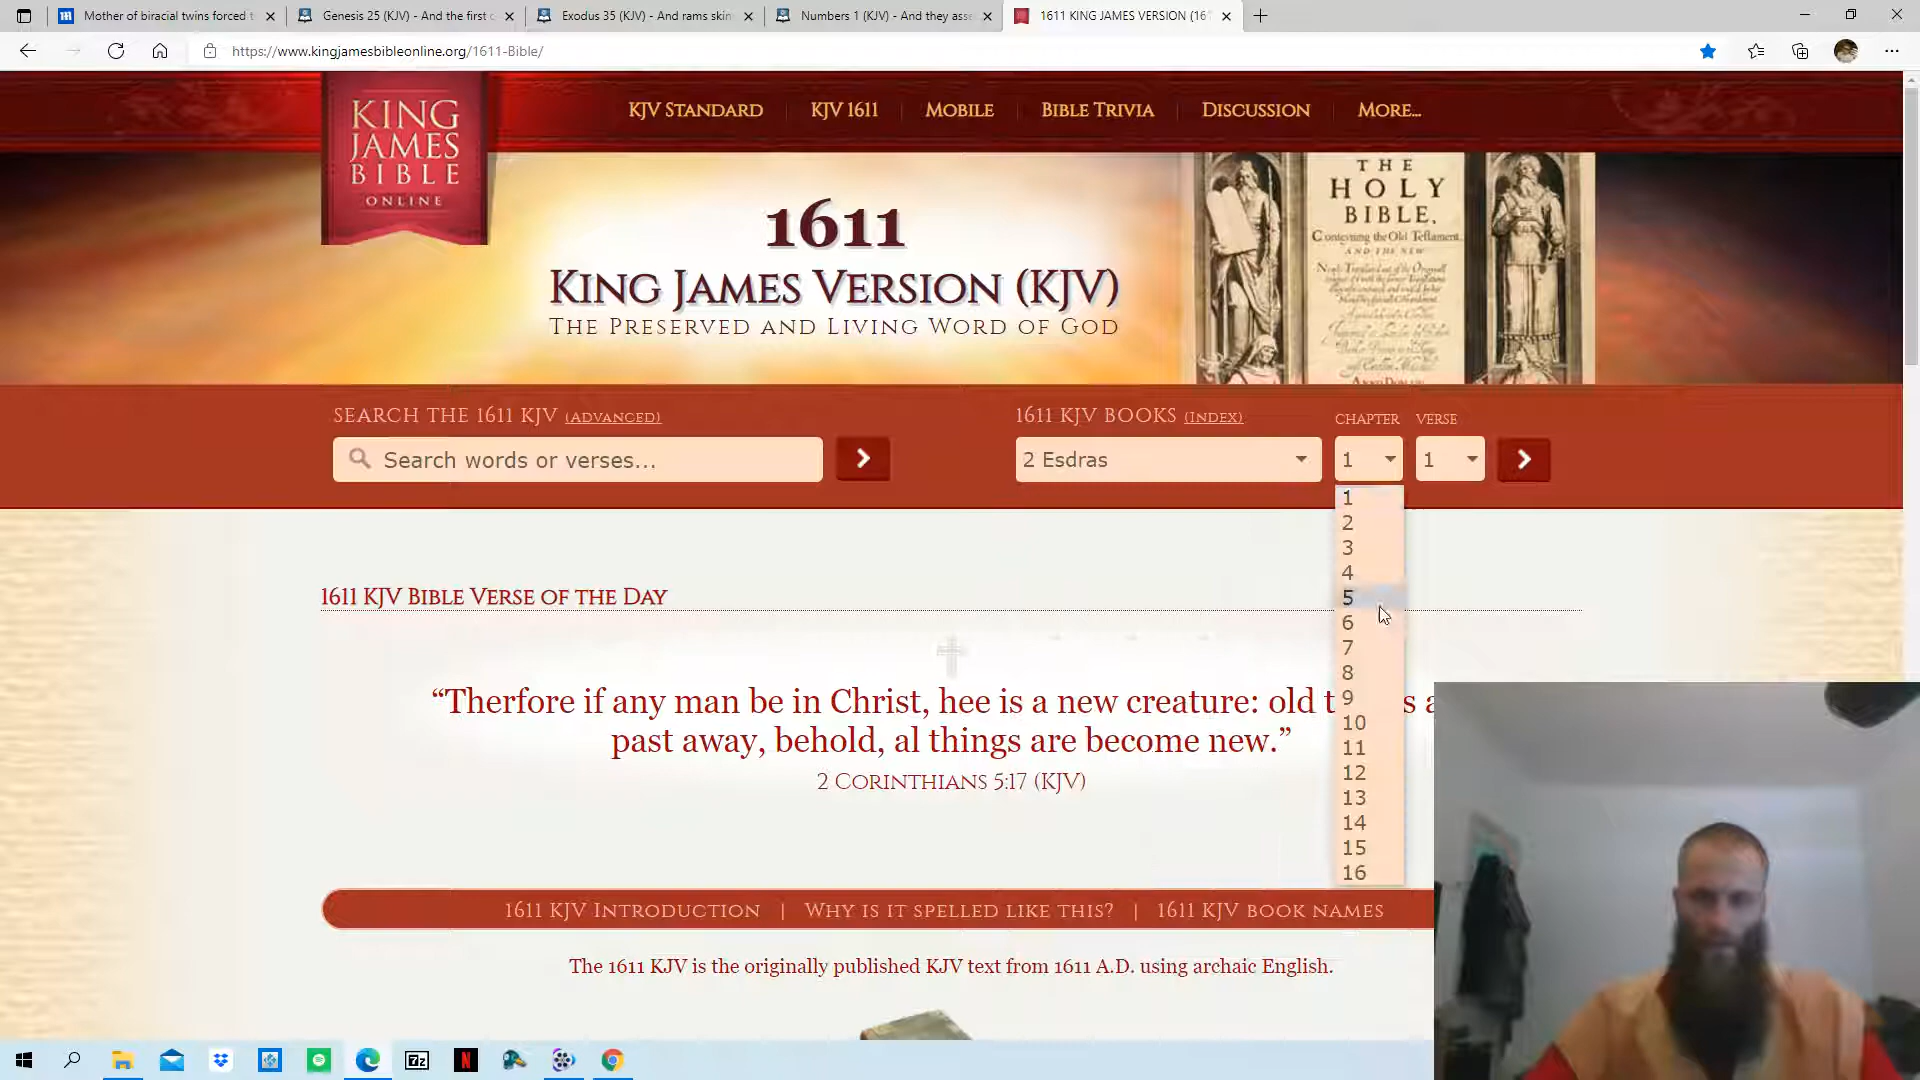 Mother of biracial twins forced t
Genesis 25 (KJV) - And the first c
Exodus 35 (KJV) - And rams skin
Numbers 1 (KJV) - And they asse
1611 KING JAMES VERSION (16
https://www.kingjamesbibleonline.org/1611-Bible/
KING
JAMES
BIBLE
ONLINE
KJV STANDARD
KJV 1611
MOBILE
BIBLE TRIVIA
DISCUSSION
MORE...
1611
KING JAMES VERSION (KJV)
THE PRESERVED AND LIVING WORD OF GOD
THE
HOLY
BIBLE,
Conteyning the Old Teftament,
AND THE NEW
SEARCH THE 1611 KJV (ADVANCED)
Search words or verses...
1611 KJV BOOKS (INDEX)
CHAPTER
VERSE
2 Esdras
1
1
1
2
3
4
5
6
7
8
9
10
11
12
13
14
15
16
1611 KJV BIBLE VERSE OF THE DAY
“Therfore if any man be in Christ, hee is a new creature: old t s a
past away, behold, al things are become new.”
2 CORINTHIANS 5:17 (KJV)
1611 KJV INTRODUCTION | WHY IS IT SPELLED LIKE THIS? | 1611 KJV BOOK NAMES
The 1611 KJV is the originally published KJV text from 1611 A.D. using archaic English.
7z
N